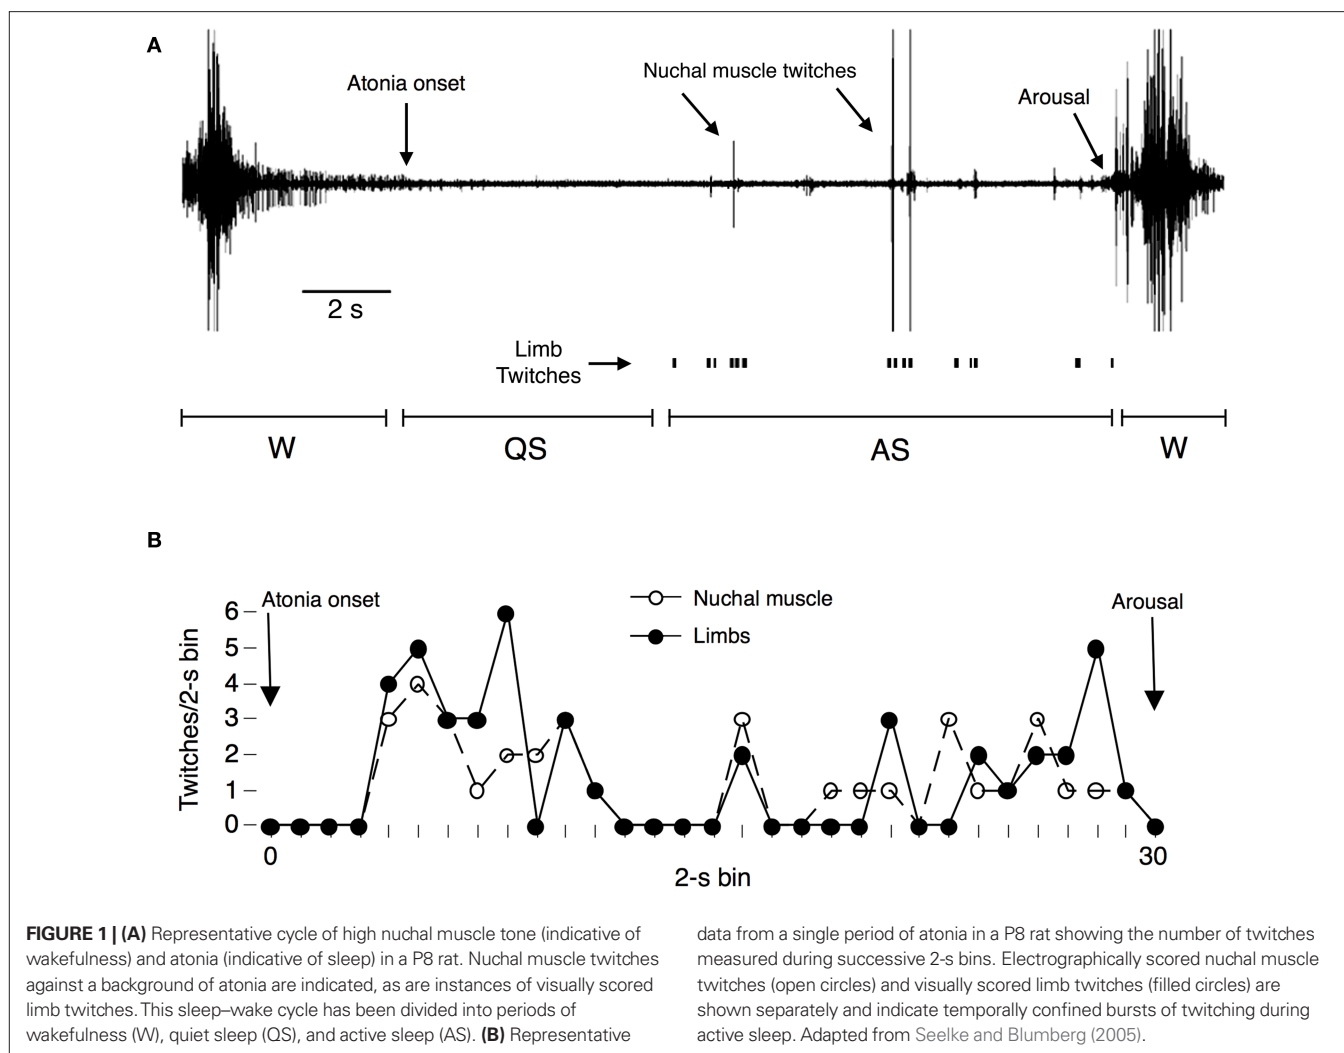 A
Atonia onset
Nuchal muscle twitches
Arousal
2 s
Limb
Twitches
W
QS
AS
W
B
Atonia onset
Nuchal muscle
Limbs
Arousal
Twitches/2-s bin
6
5
4
3
2
1
0
0
30
2-s bin
FIGURE 1 | (A) Representative cycle of high nuchal muscle tone (indicative of
wakefulness) and atonia (indicative of sleep) in a P8 rat. Nuchal muscle twitches
against a background of atonia are indicated, as are instances of visually scored
limb twitches. This sleep–wake cycle has been divided into periods of
wakefulness (W), quiet sleep (QS), and active sleep (AS). (B) Representative
data from a single period of atonia in a P8 rat showing the number of twitches
measured during successive 2-s bins. Electrographically scored nuchal muscle
twitches (open circles) and visually scored limb twitches (filled circles) are
shown separately and indicate temporally confined bursts of twitching during
active sleep. Adapted from Seelke and Blumberg (2005).